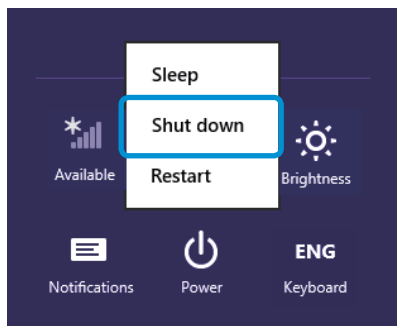 Sleep
Shut down
Restart
Available
Brightness
ENG
Notifications
Power
Keyboard